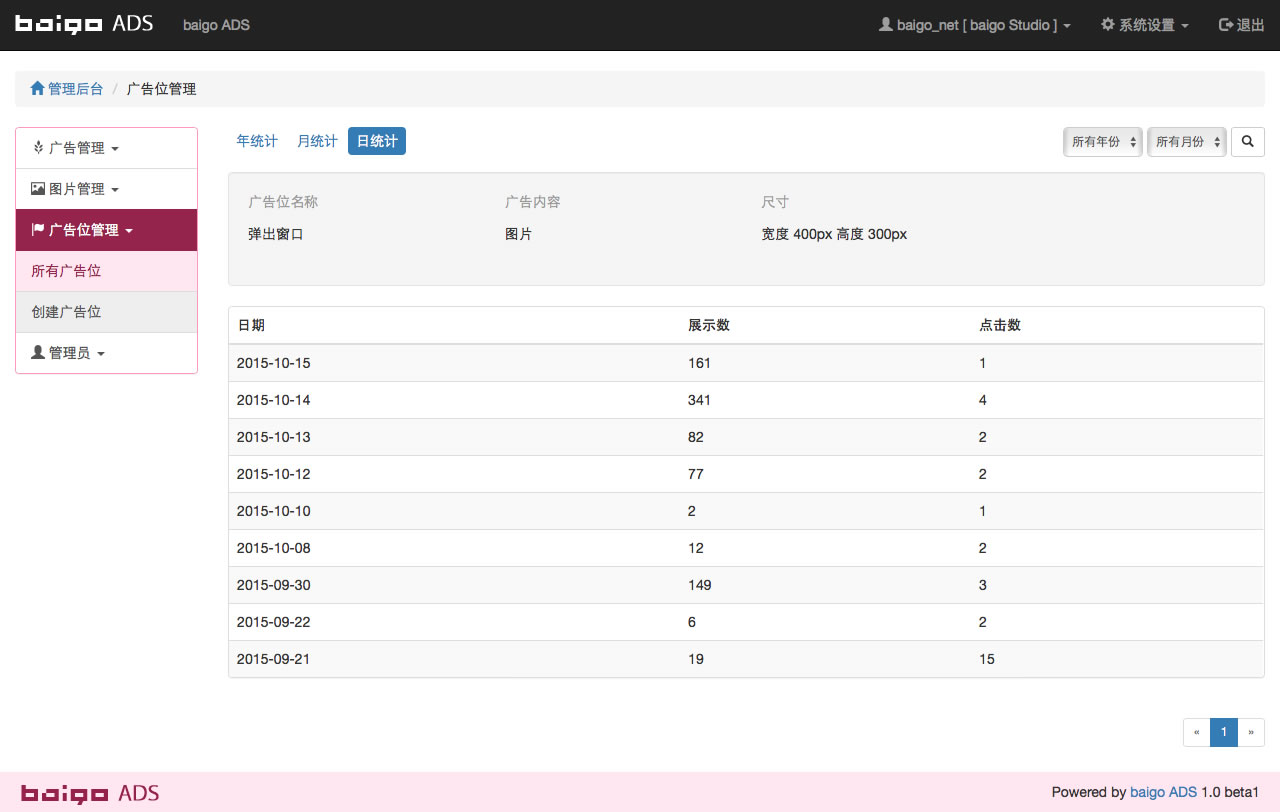 baigo ADS baigo ADS baigo_net [ baigo Studio ] 系统设置 退出
管理后台 / 广告位管理
广告管理
图片管理
广告位管理
所有广告位
创建广告位
管理员
年统计 月统计 日统计 所有年份 所有月份
广告位名称 广告内容 尺寸
弹出窗口 图片 宽度 400px 高度 300px
日期 展示数 点击数
2015-10-15 161 1
2015-10-14 341 4
2015-10-13 82 2
2015-10-12 77 2
2015-10-10 2 1
2015-10-08 12 2
2015-09-30 149 3
2015-09-22 6 2
2015-09-21 19 15
« 1 »
baigo ADS Powered by baigo ADS 1.0 beta1